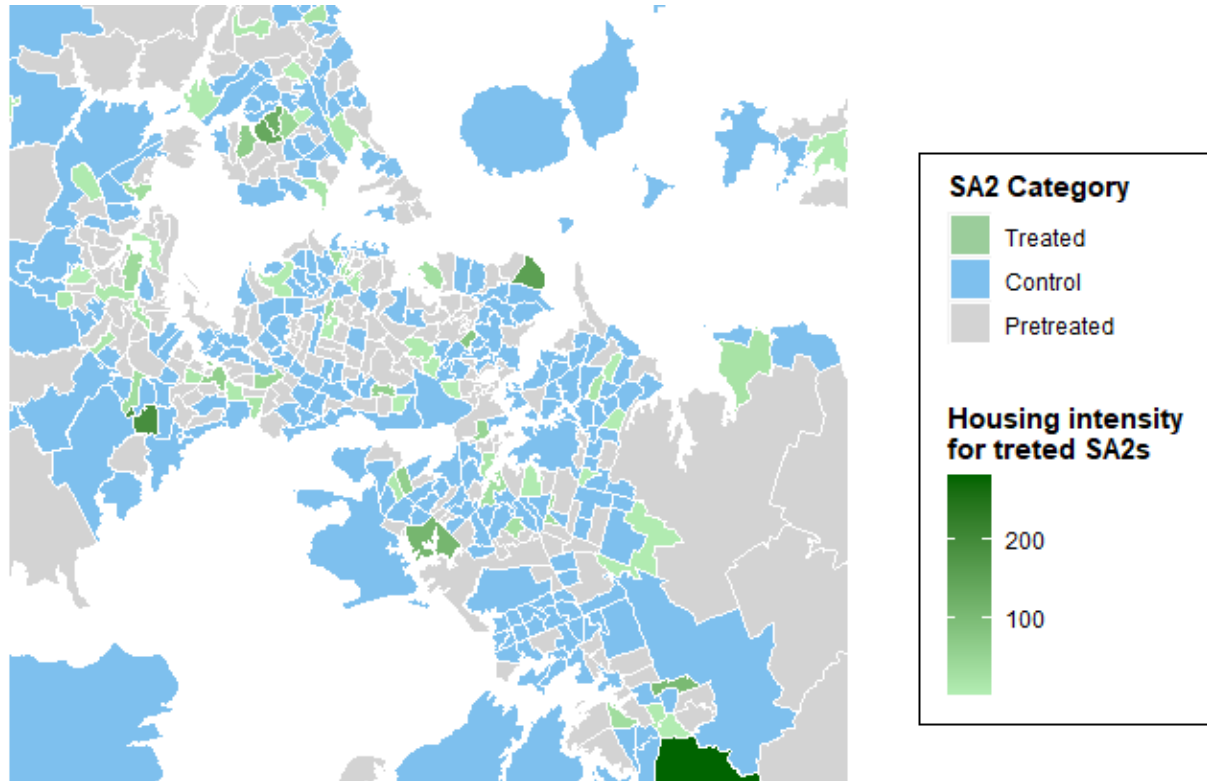 SA2 Category
Treated
Control
Pretreated
Housing intensity
for treted SA2s
200
100